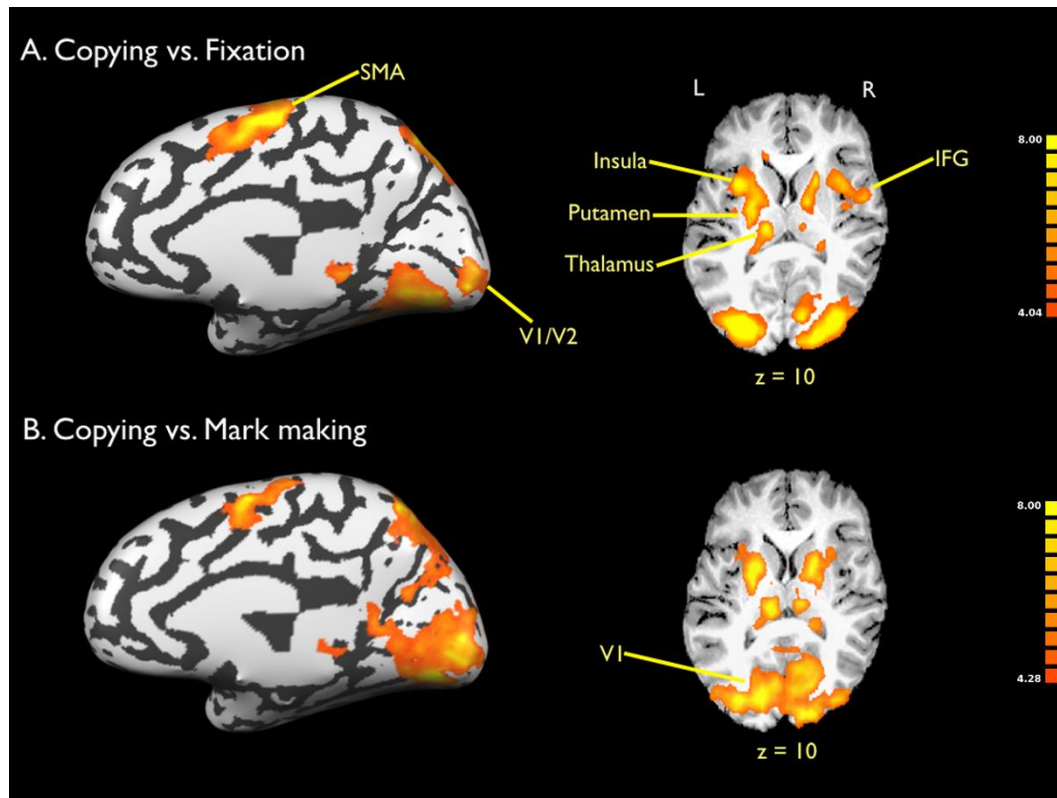 A. Copying vs. Fixation
SMA
V1/V2
L
R
Insula
Putamen
Thalamus
IFG
z = 10
8.00
4.04
B. Copying vs. Mark making
V1
z = 10
8.00
4.28